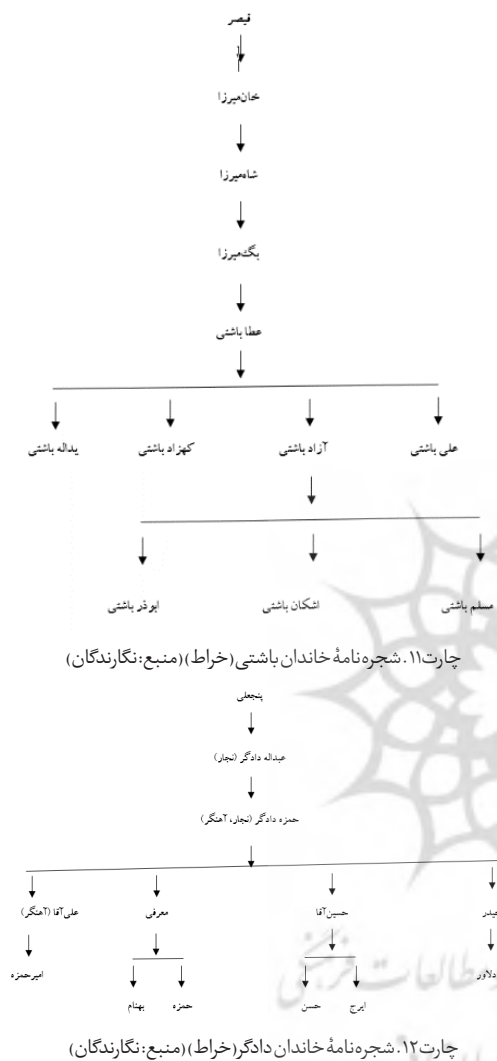 قیصر
خان‌میرزا
شاه‌میرزا
بگ‌میرزا
عطا باشتی
علی باشتی آزاد باشتی کهزاد باشتی یداله باشتی
مسلم باشتی اشکان باشتی ابوذر باشتی
چارت۱۱. شجره‌نامهٔ خاندان باشتی(خراط)(منبع:نگارندگان)
پنجعلی
عبداله دادگر (نجار)
حمزه دادگر (نجار، آهنگر)
حسین‌آقا معرفی علی‌آقا (آهنگر)
ایرج حسن حمزه بهنام امیرحمزه
مطالعات فرهنگی
چارت۱۲. شجره‌نامهٔ خاندان دادگر(خراط)(منبع:نگارندگان)